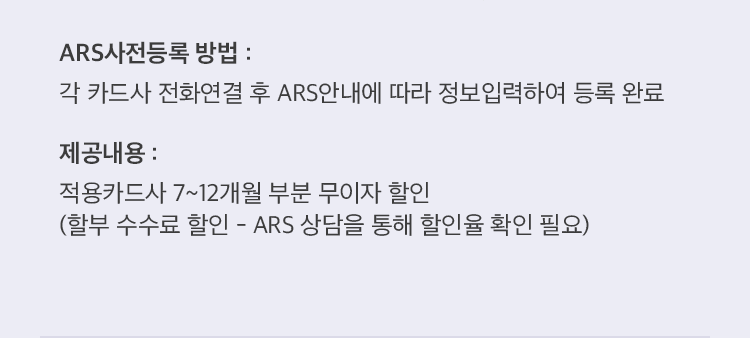 ARS사전등록 방법 :
각 카드사 전화연결 후 ARS안내에 따라 정보입력하여 등록 완료
제공내용 :
적용카드사 7~12개월 부분 무이자 할인
(할부 수수료 할인 - ARS 상담을 통해 할인율 확인 필요)